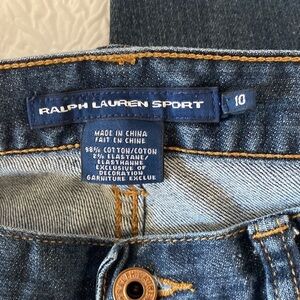 RALPH LAUREN SPORT
10
MADE IN CHINA
FAIT EN CHINE
98% COTTON/COTON
2% ELASTANE/
ELASTHANNE
EXCLUSIVE OF
DECORATION
GARNITURE EXCLUE